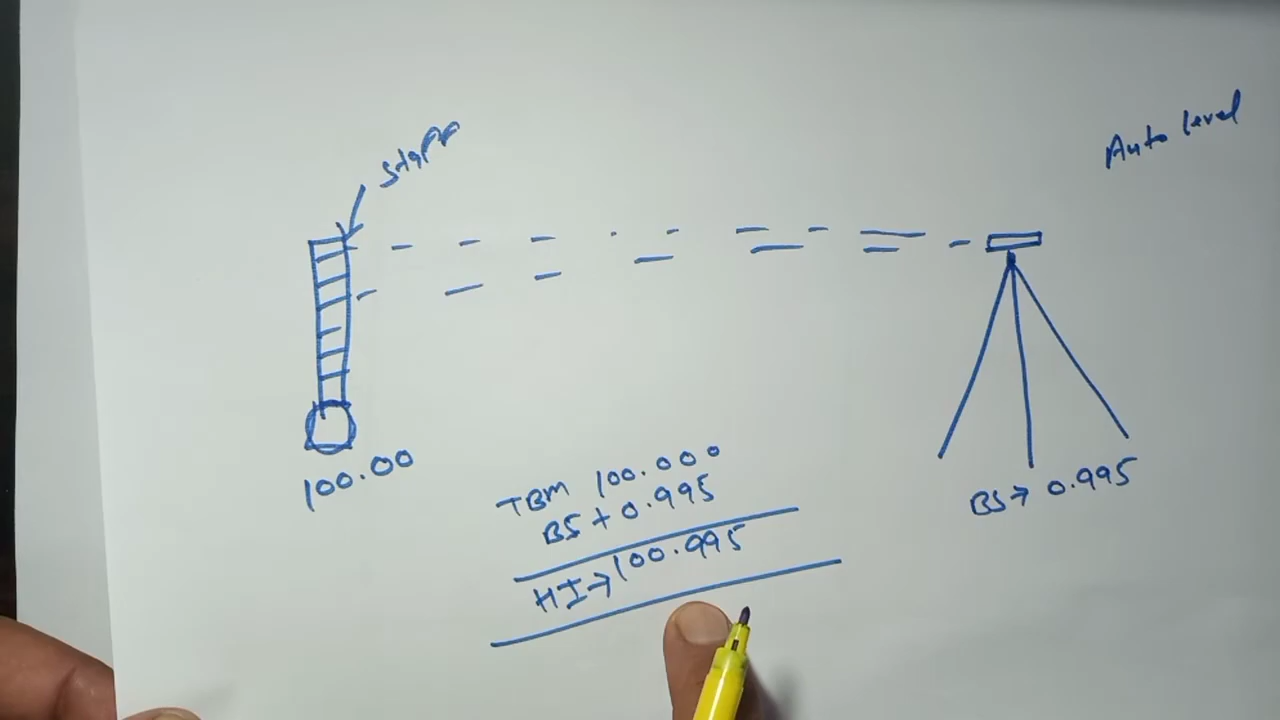 Auto level
Staff
100.00
TBM 100.000
BS + 0.995
HI → 100.995
BS → 0.995